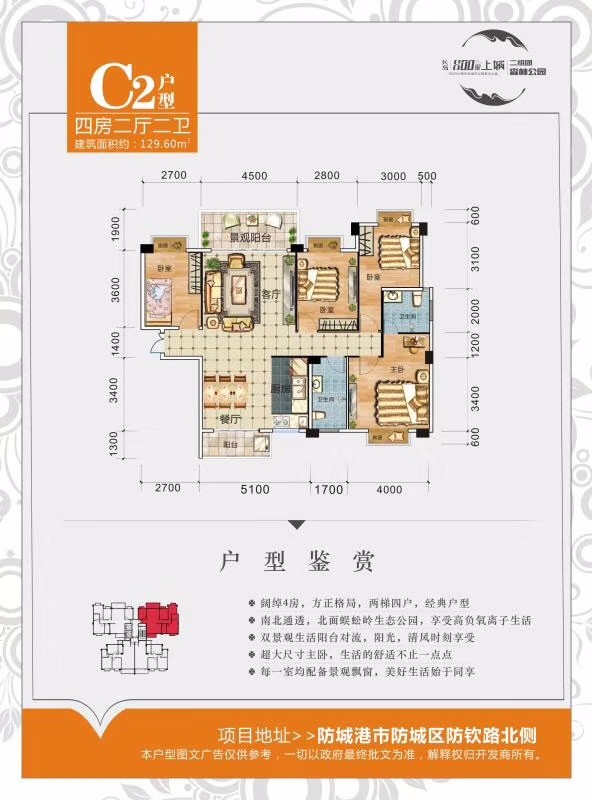 C2户型
四房二厅二卫
建筑面积约：129.60m²
长岛 800里上城
二组团
森林公园
2700 4500 2800 3000 500
1900
3600
1400
3400
1300
600
3100
2000
1200
3400
600
景观阳台
飘窗
飘窗
飘窗
卧室
客厅
卧室
卧室
卫生间
主卧
厨房
卫生间
餐厅
阳台
飘窗
2700 5100 1700 4000
户型鉴赏
※ 阔绰4房，方正格局，两梯四户，经典户型
※ 南北通透，北面蜈蚣岭生态公园，享受高负氧离子生活
※ 双景观生活阳台对流，阳光，清风时刻享受
※ 超大尺寸主卧，生活的舒适不止一点点
※ 每一室均配备景观飘窗，美好生活始于同享
项目地址>>防城港市防城区防钦路北侧
本户型图文广告仅供参考，一切以政府最终批文为准，解释权归开发商所有。